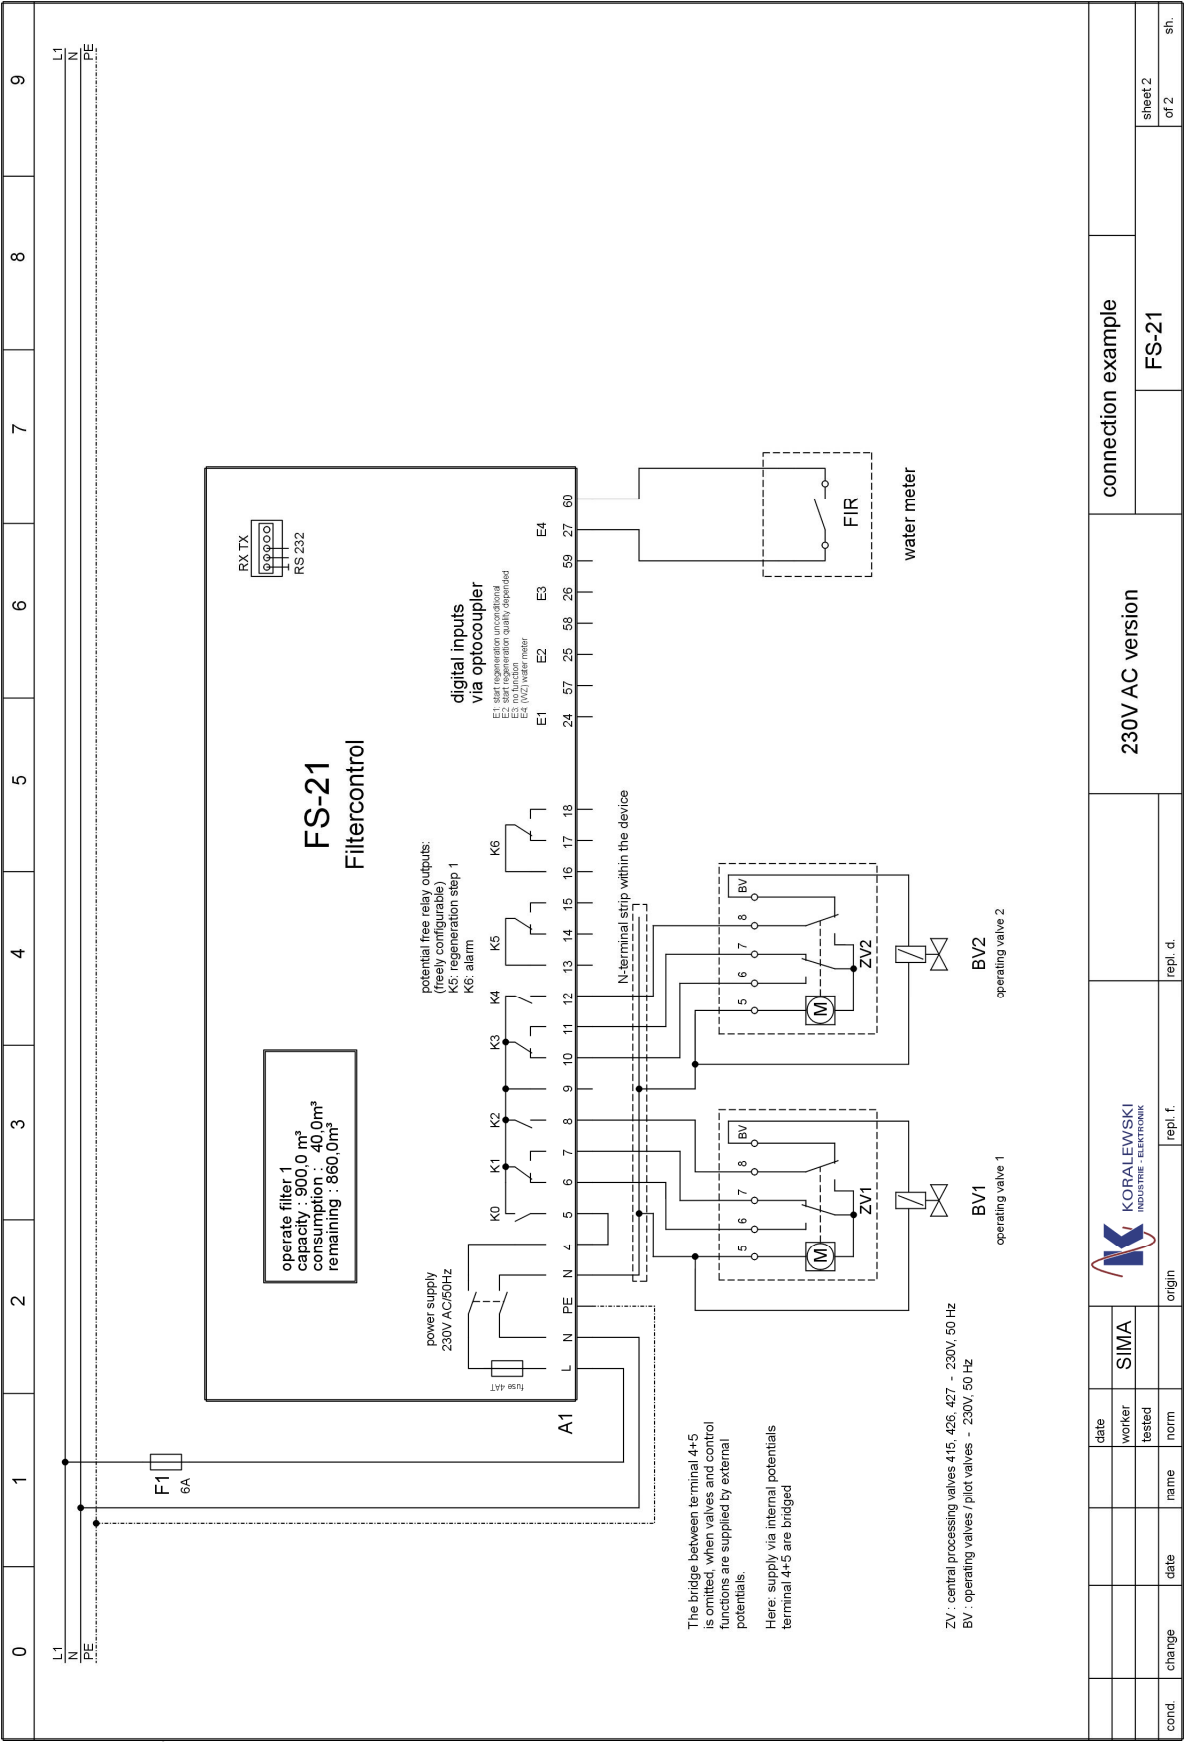 0 1 2 3 4 5 6 7 8 9
L1
N
PE
L1
N
PE
F1
6A
FS-21
Filtercontrol
RX TX
RS 232
operate filter 1
capacity : 900,0 m³
consumption : 40,0m³
remaining : 860,0m³
power supply
230V AC/50Hz
fuse 4AT
potential free relay outputs:
(freely configurable)
K5: regeneration step 1
K6: alarm
digital inputs
via optocoupler
E1: start regeneration unconditional
E2: start regeneration quality depended
E3: no function
E4: (WZ) water meter
K0 K1 K2 K3 K4 K5 K6
E1 E2 E3 E4
A1
L N PE N 4 5 6 7 8 9 10 11 12 13 14 15 16 17 18 24 57 25 58 26 59 27 60
N-terminal strip within the device
5 6 7 8 BV
M
ZV1
BV1
operating valve 1
5 6 7 8 BV
M
ZV2
BV2
operating valve 2
FIR
water meter
The bridge between terminal 4+5
is omitted, when valves and control
functions are supplied by external
potentials.
Here: supply via internal potentials
terminal 4+5 are bridged
ZV : central processing valves 415, 426, 427 - 230V, 50 Hz
BV : operating valves / pilot valves - 230V, 50 Hz
cond.
change
date
name
norm
date
worker
tested
SIMA
origin
KORALEWSKI
INDUSTRIE - ELEKTRONIK
repl. f.
repl. d.
230V AC version
connection example
FS-21
sheet 2
of 2
sh.